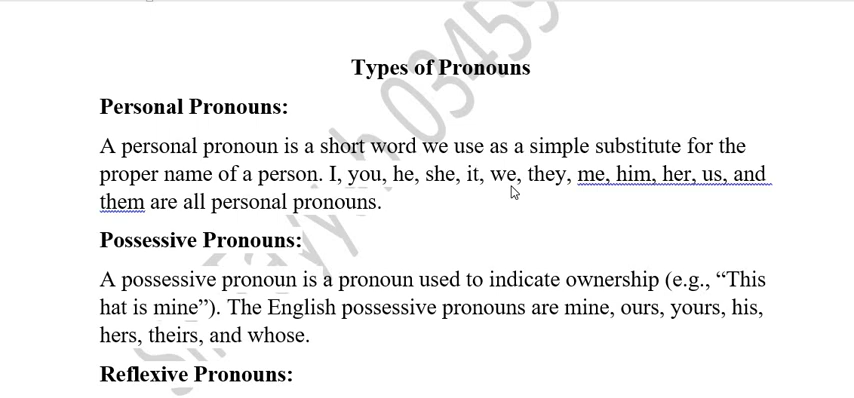 Types of Pronouns
Personal Pronouns:
A personal pronoun is a short word we use as a simple substitute for the
proper name of a person. I, you, he, she, it, we, they, me, him, her, us, and
them are all personal pronouns.
Possessive Pronouns:
A possessive pronoun is a pronoun used to indicate ownership (e.g., “This
hat is mine”). The English possessive pronouns are mine, ours, yours, his,
hers, theirs, and whose.
Reflexive Pronouns: